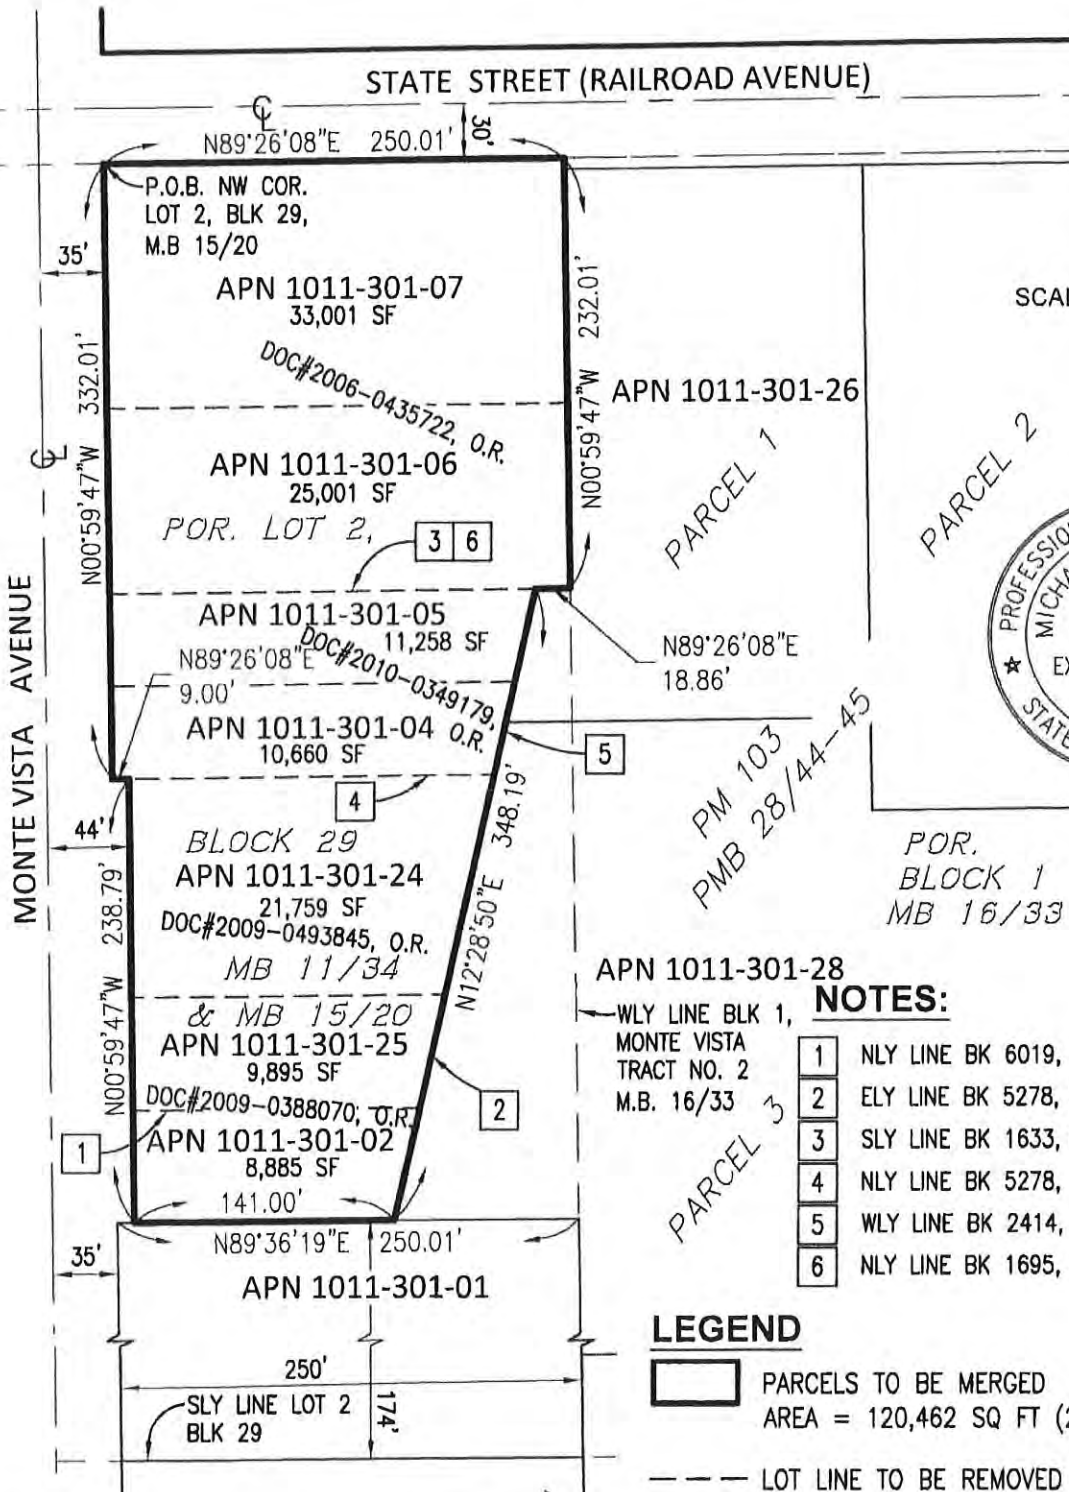 STATE STREET (RAILROAD AVENUE)
℄
N89°26'08"E 250.01'
30'
P.O.B. NW COR.
LOT 2, BLK 29,
M.B 15/20
35'
APN 1011-301-07
33,001 SF
N00°59'47"W 232.01'
N00°59'47"W 332.01'
DOC#2006-0435722, O.R.
APN 1011-301-26
SCAL
℄
APN 1011-301-06
25,001 SF
PARCEL 1
PARCEL 2
POR. LOT 2,
3 6
MONTE VISTA AVENUE
APN 1011-301-05
11,258 SF
N89°26'08"E
9.00'
DOC#2010-0349179,
O.R.
N89°26'08"E
18.86'
APN 1011-301-04
10,660 SF
5
4
PM 103
PMB 28/44-45
PROFESSIO
MICHA
EX
STATE
44'
BLOCK 29
APN 1011-301-24
21,759 SF
DOC#2009-0493845, O.R.
MB 11/34
& MB 15/20
N12°28'50"E 348.19'
N00°59'47"W 238.79'
POR.
BLOCK 1
MB 16/33
APN 1011-301-28
WLY LINE BLK 1,
MONTE VISTA
TRACT NO. 2
M.B. 16/33
PARCEL 3
APN 1011-301-25
9,895 SF
DOC#2009-0388070, O.R.
2
1
APN 1011-301-02
8,885 SF
141.00'
N89°36'19"E 250.01'
35'
APN 1011-301-01
250'
174'
SLY LINE LOT 2
BLK 29
NOTES:
1 NLY LINE BK 6019,
2 ELY LINE BK 5278,
3 SLY LINE BK 1633,
4 NLY LINE BK 5278,
5 WLY LINE BK 2414,
6 NLY LINE BK 1695,
LEGEND
PARCELS TO BE MERGED
AREA = 120,462 SQ FT (2
LOT LINE TO BE REMOVED